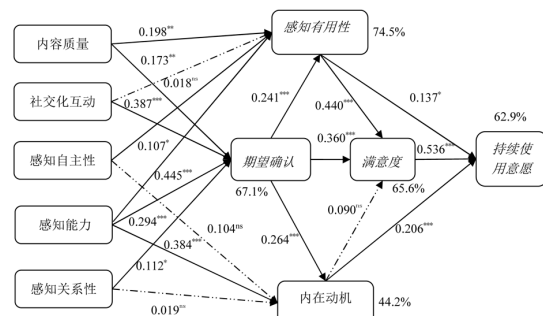 内容质量
社交化互动
感知自主性
感知能力
感知关系性
感知有用性
74.5%
期望确认
67.1%
满意度
65.6%
内在动机
44.2%
62.9%
持续使
用意愿
0.198**
0.173**
0.018ns
0.387***
0.107*
0.445***
0.294***
0.104ns
0.384***
0.112*
0.019ns
0.241***
0.440***
0.137*
0.360***
0.536***
0.090ns
0.264***
0.206***